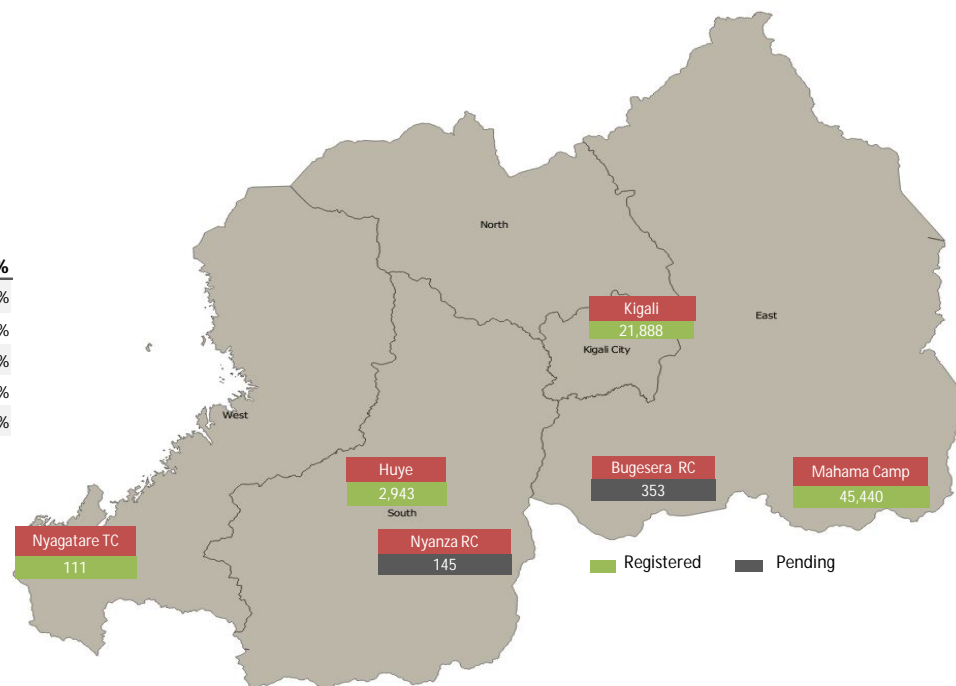 North
%
%
%
%
%
%
Kigali
21,888
East
Kigali City
West
Huye
2,943
South
Bugesera RC
353
Mahama Camp
45,440
Nyagatare TC
111
Nyanza RC
145
Registered
Pending